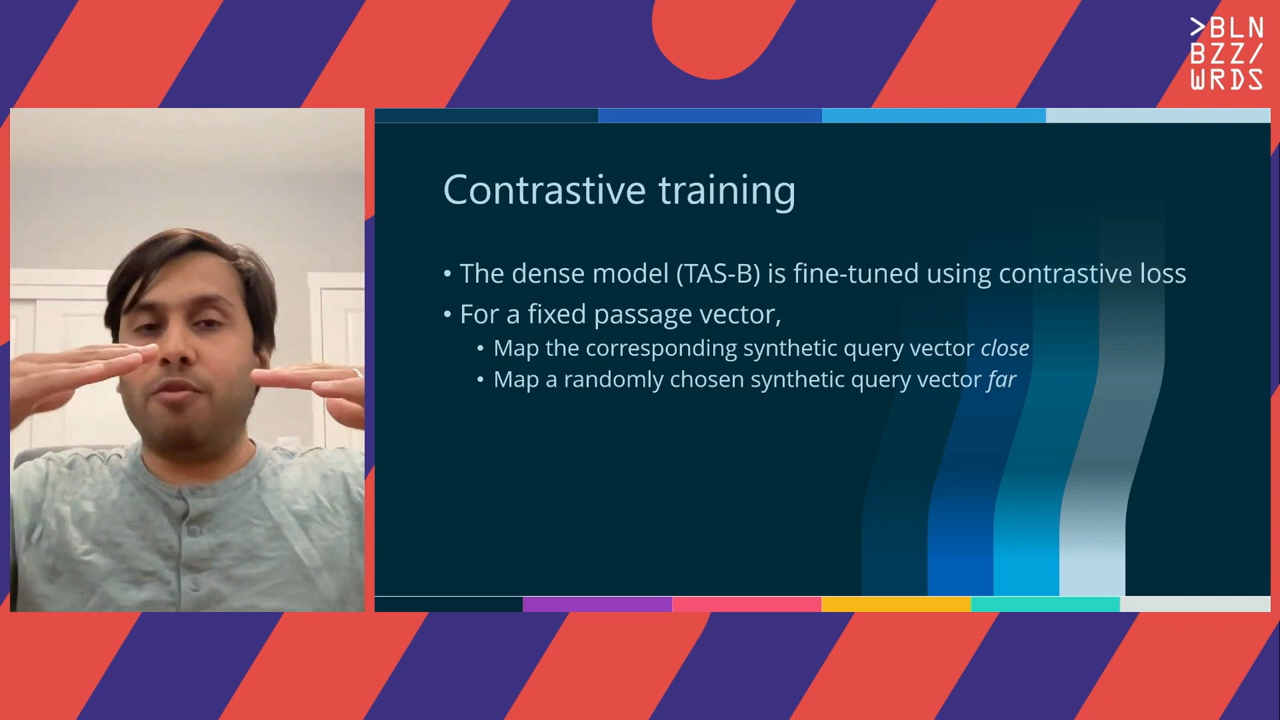 >BLN
BZZ/
WRDS
Contrastive training
• The dense model (TAS-B) is fine-tuned using contrastive loss
• For a fixed passage vector,
• Map the corresponding synthetic query vector close
• Map a randomly chosen synthetic query vector far